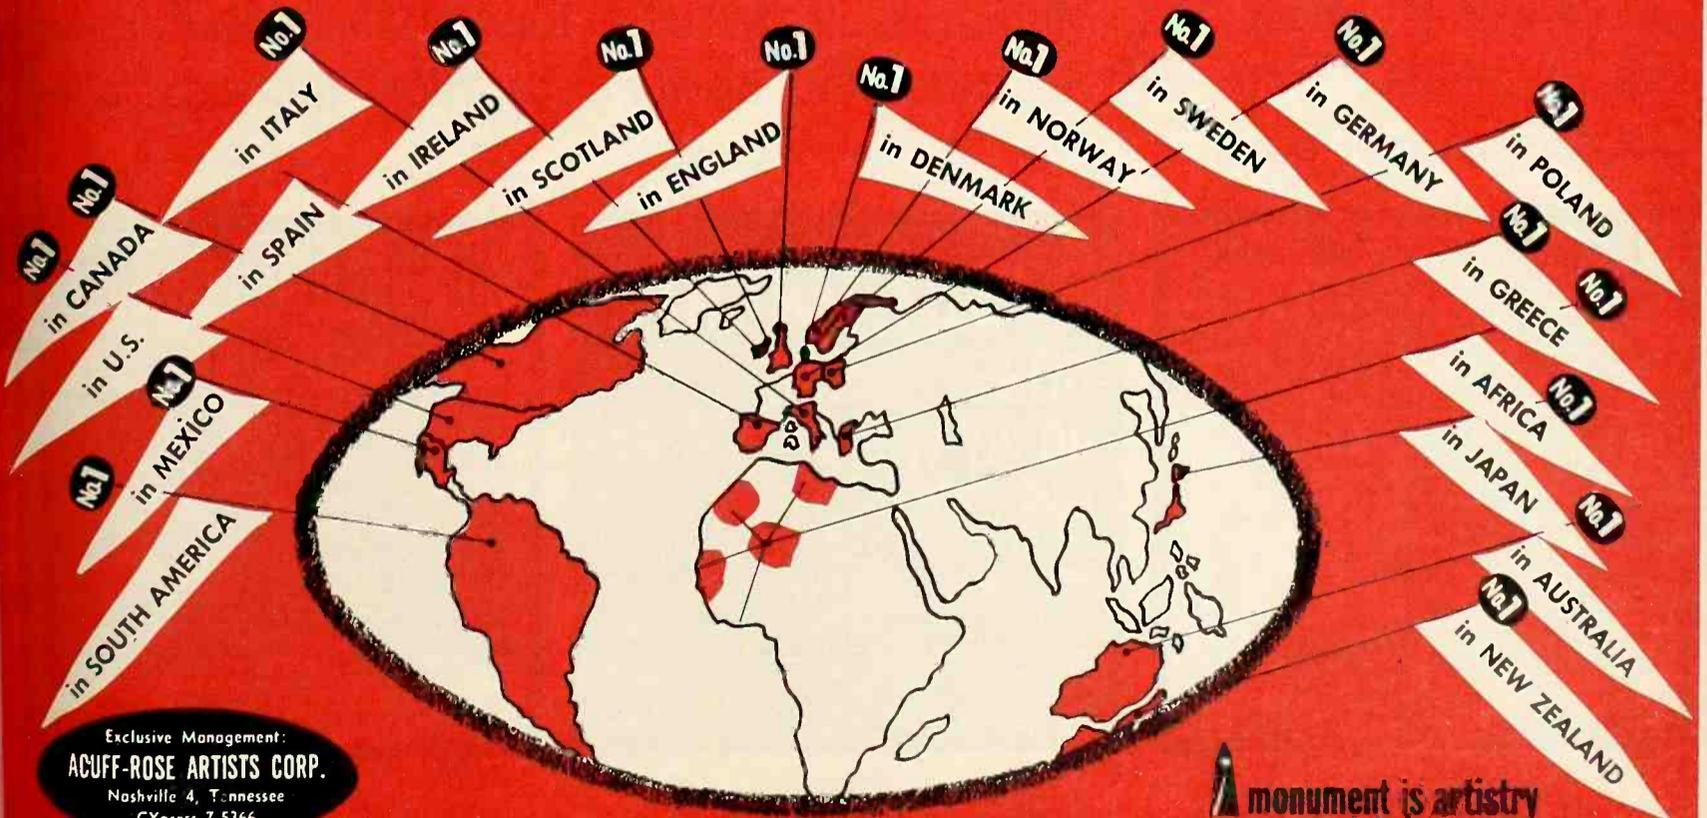 No.1
in ITALY
No.1
in IRELAND
No.1
in SCOTLAND
No.1
in ENGLAND
No.1
in DENMARK
No.1
in NORWAY
No.1
in SWEDEN
No.1
in GERMANY
No.1
in POLAND
No.1
in CANADA
in SPAIN
No.1
in U.S.
No.1
in MEXICO
No.1
in SOUTH AMERICA
No.1
in GREECE
No.1
in AFRICA
No.1
in JAPAN
No.1
in AUSTRALIA
No.1
in NEW ZEALAND
Exclusive Management:
ACUFF-ROSE ARTISTS CORP.
Nashville 4, Tennessee
monument is artistry